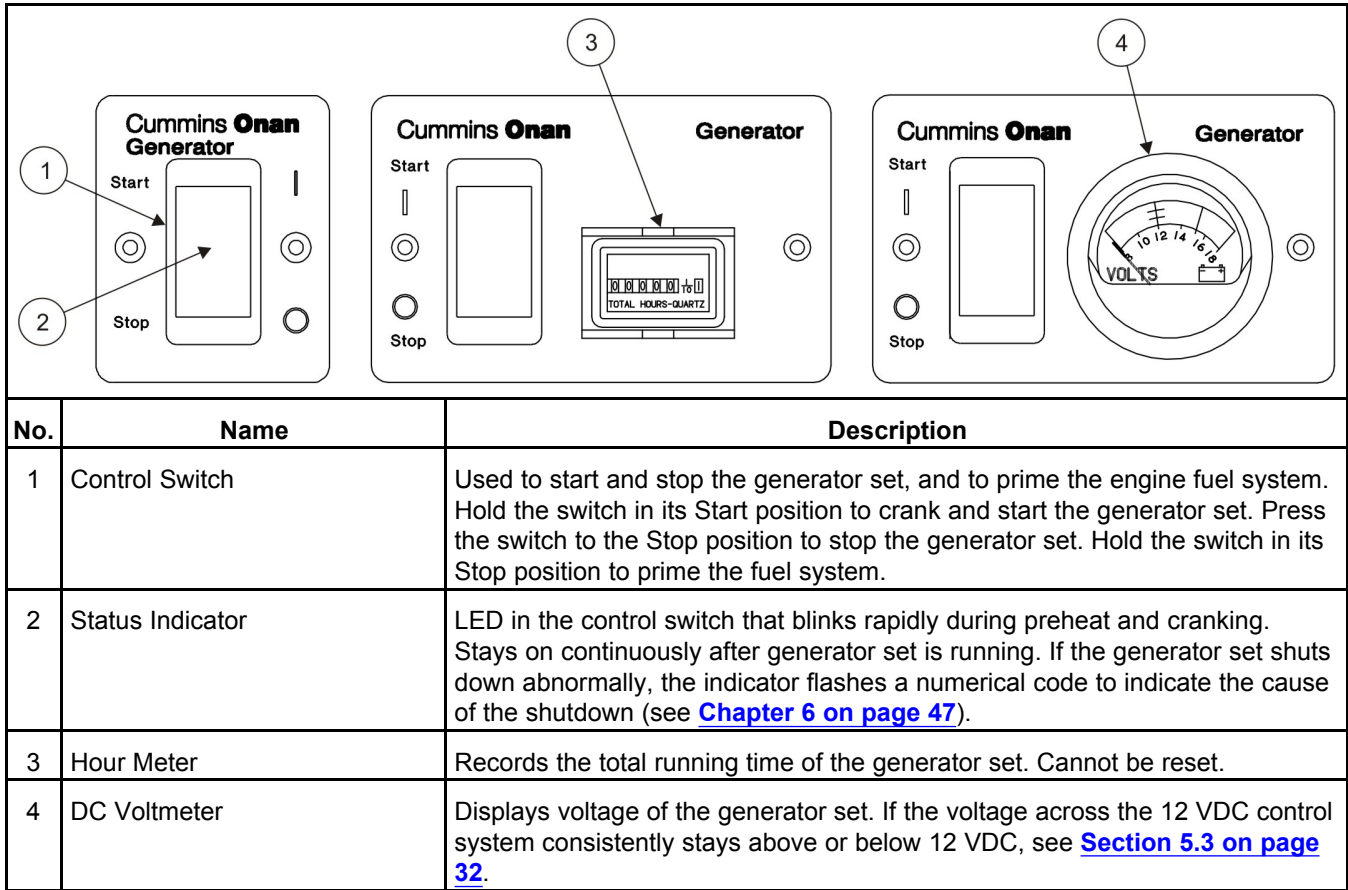 3
4
Cummins Onan
Generator
1
Start
2
Stop
Cummins Onan Generator
Start
Stop
0 0 0 0 0 1/10 1
TOTAL HOURS-QUARTZ
Cummins Onan Generator
Start
Stop
8 10 12 14 16 18
VOLTS
No. Name Description
1 Control Switch Used to start and stop the generator set, and to prime the engine fuel system.
Hold the switch in its Start position to crank and start the generator set. Press
the switch to the Stop position to stop the generator set. Hold the switch in its
Stop position to prime the fuel system.
2 Status Indicator LED in the control switch that blinks rapidly during preheat and cranking.
Stays on continuously after generator set is running. If the generator set shuts
down abnormally, the indicator flashes a numerical code to indicate the cause
of the shutdown (see Chapter 6 on page 47).
3 Hour Meter Records the total running time of the generator set. Cannot be reset.
4 DC Voltmeter Displays voltage of the generator set. If the voltage across the 12 VDC control
system consistently stays above or below 12 VDC, see Section 5.3 on page
32.